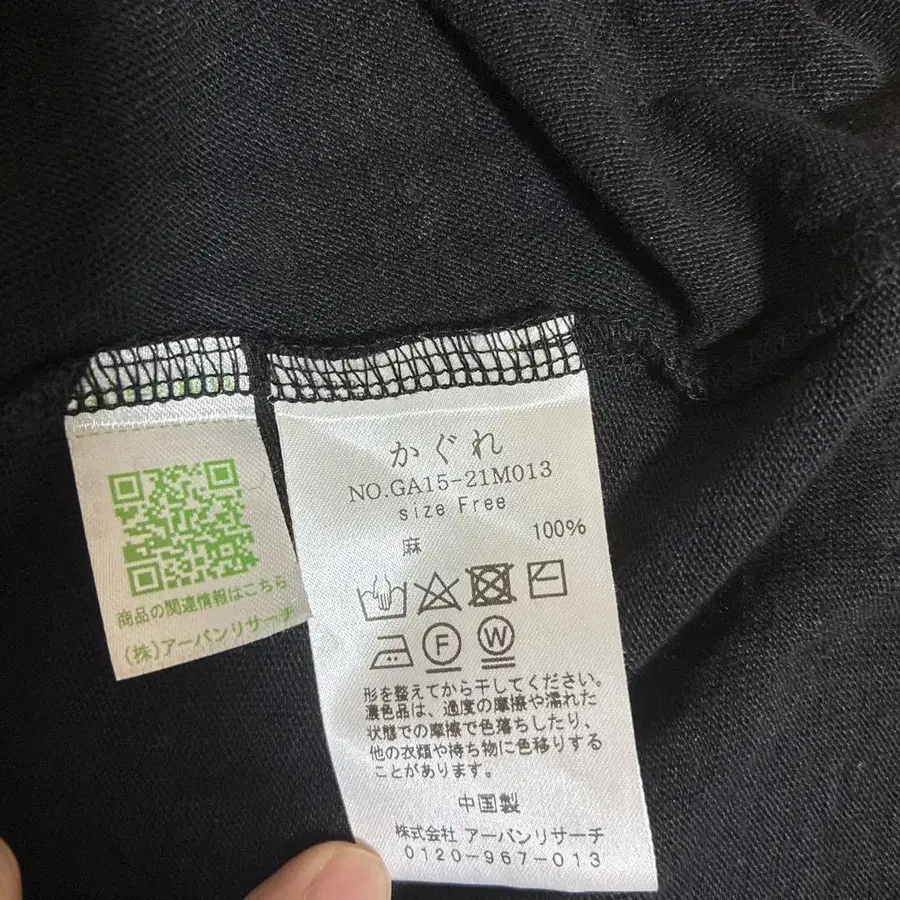 かぐれ
NO.GA15-21M013
size Free
麻 100%
F
W
形を整えてから干してください。
濃色品は、過度の摩擦や濡れた
状態での摩擦で色落ちしたり、
他の衣類や持ち物に色移りする
ことがあります。
中国製
株式会社 アーバンリサーチ
0120-967-013
商品の関連情報はこちら
(株)アーバンリサーチ